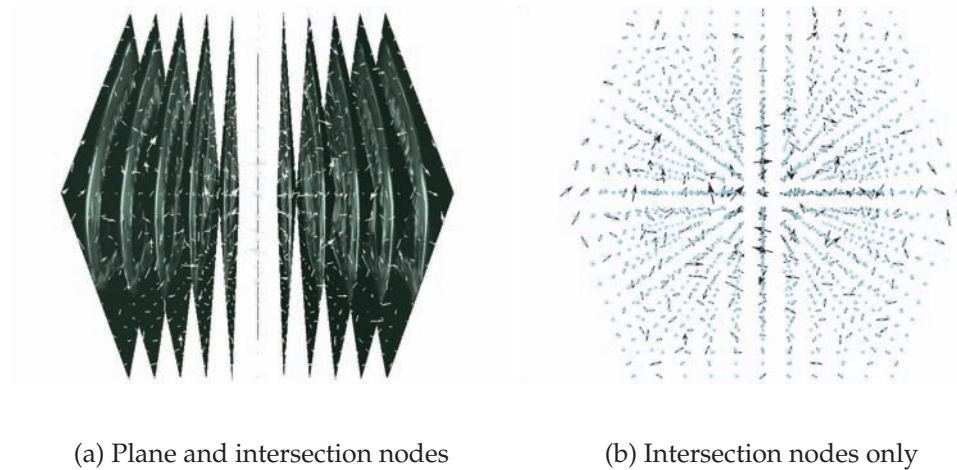 (a) Plane and intersection nodes
(b) Intersection nodes only